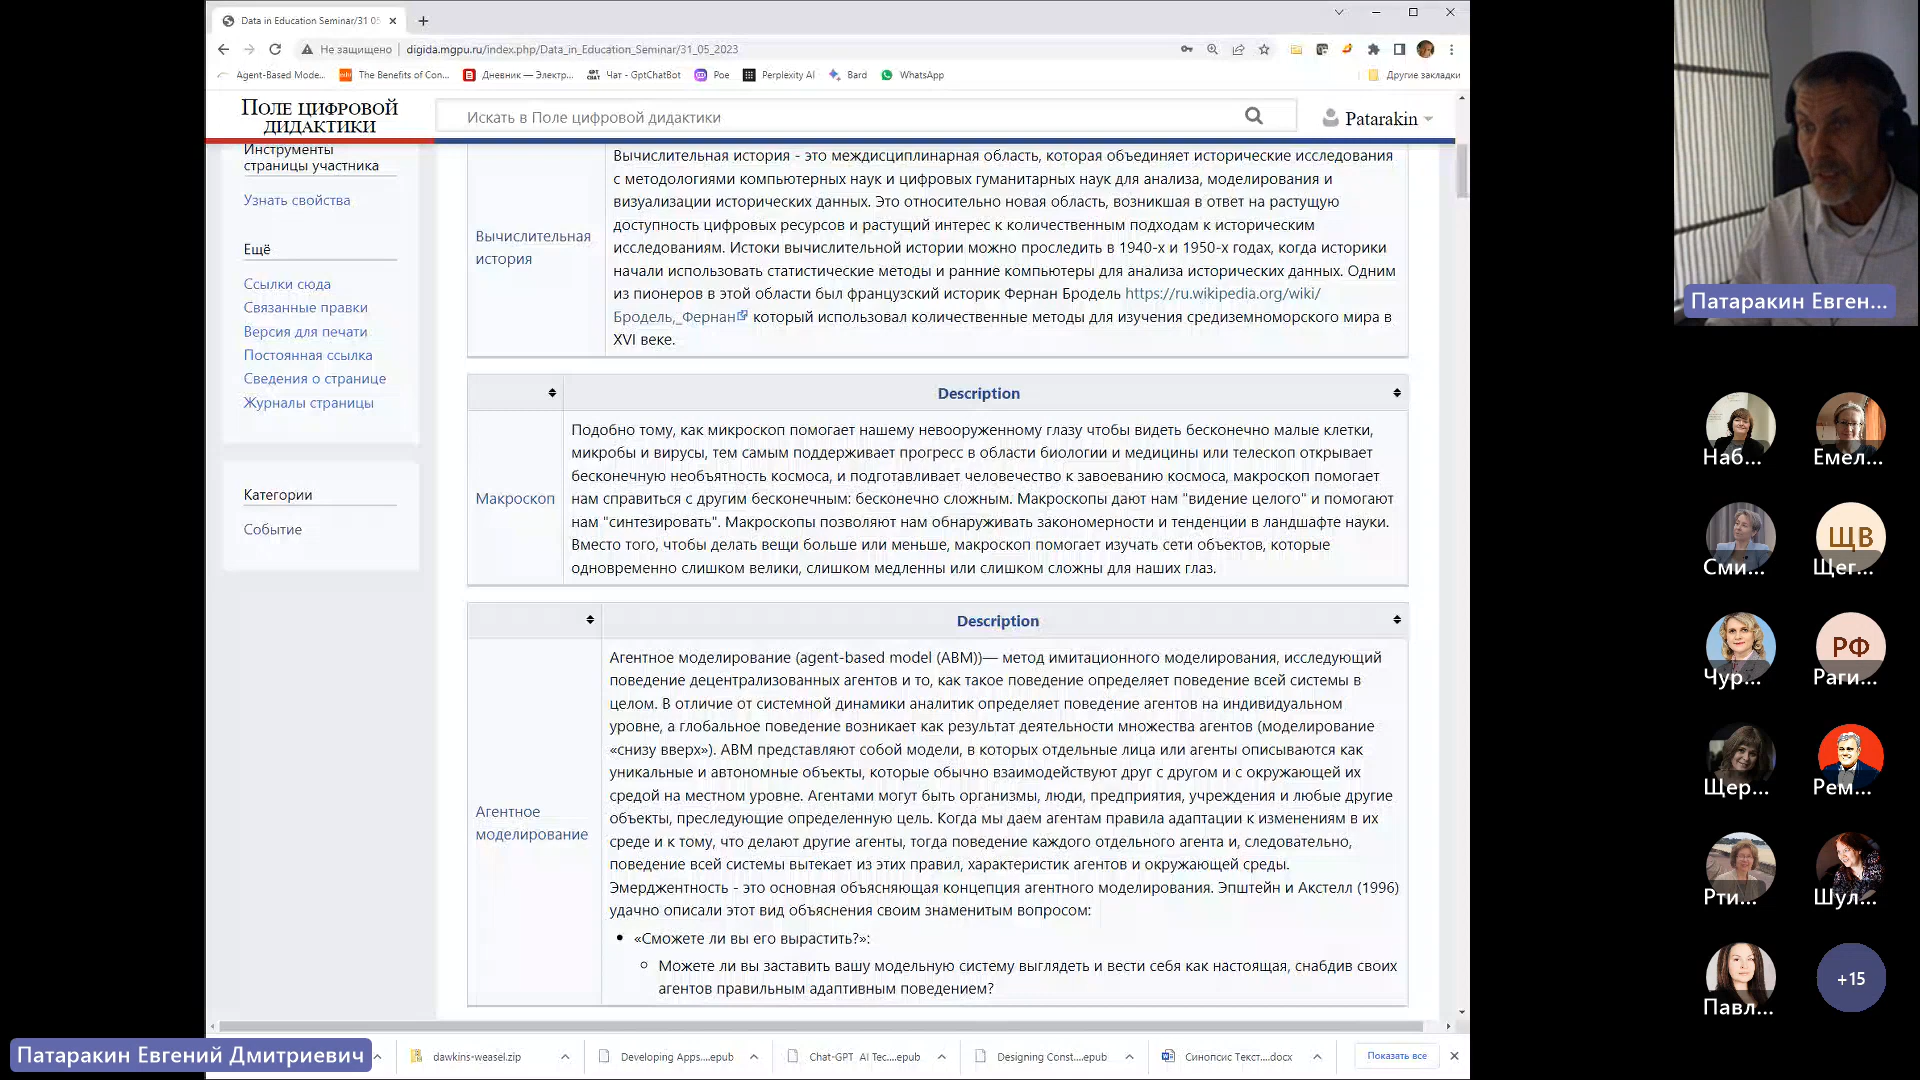 Data in Education Seminar/31 05
Не защищено
digida.mgpu.ru/index.php/Data_in_Education_Seminar/31_05_2023
Agent-Based Mode...
The Benefits of Con...
Дневник — Электр...
Чат - GptChatBot
Poe
Perplexity AI
Bard
WhatsApp
Другие закладки
Поле цифровой
дидактики
Искать в Поле цифровой дидактики
Patarakin
Инструменты
страницы участника
Узнать свойства
Ещё
Ссылки сюда
Связанные правки
Версия для печати
Постоянная ссылка
Сведения о странице
Журналы страницы
Категории
Событие
Вычислительная
история
Вычислительная история - это междисциплинарная область, которая объединяет исторические исследования
с методологиями компьютерных наук и цифровых гуманитарных наук для анализа, моделирования и
визуализации исторических данных. Это относительно новая область, возникшая в ответ на растущую
доступность цифровых ресурсов и растущий интерес к количественным подходам к историческим
исследованиям. Истоки вычислительной истории можно проследить в 1940-х и 1950-х годах, когда историки
начали использовать статистические методы и ранние компьютеры для анализа исторических данных. Одним
из пионеров в этой области был французский историк Фернан Бродель https://ru.wikipedia.org/wiki/
Бродель,_Фернан который использовал количественные методы для изучения средиземноморского мира в
XVI веке.
Description
Макроскоп
Подобно тому, как микроскоп помогает нашему невооруженному глазу чтобы видеть бесконечно малые клетки,
микробы и вирусы, тем самым поддерживает прогресс в области биологии и медицины или телескоп открывает
бесконечную необъятность космоса, и подготавливает человечество к завоеванию космоса, макроскоп помогает
нам справиться с другим бесконечным: бесконечно сложным. Макроскопы дают нам "видение целого" и помогают
нам "синтезировать". Макроскопы позволяют нам обнаруживать закономерности и тенденции в ландшафте науки.
Вместо того, чтобы делать вещи больше или меньше, макроскоп помогает изучать сети объектов, которые
одновременно слишком велики, слишком медленны или слишком сложны для наших глаз.
Description
Агентное
моделирование
Агентное моделирование (agent-based model (ABM))— метод имитационного моделирования, исследующий
поведение децентрализованных агентов и то, как такое поведение определяет поведение всей системы в
целом. В отличие от системной динамики аналитик определяет поведение агентов на индивидуальном
уровне, а глобальное поведение возникает как результат деятельности множества агентов (моделирование
«снизу вверх»). ABM представляют собой модели, в которых отдельные лица или агенты описываются как
уникальные и автономные объекты, которые обычно взаимодействуют друг с другом и с окружающей их
средой на местном уровне. Агентами могут быть организмы, люди, предприятия, учреждения и любые другие
объекты, преследующие определенную цель. Когда мы даем агентам правила адаптации к изменениям в их
среде и к тому, что делают другие агенты, тогда поведение каждого отдельного агента и, следовательно,
поведение всей системы вытекает из этих правил, характеристик агентов и окружающей среды.
Эмерджентность - это основная объясняющая концепция агентного моделирования. Эпштейн и Акстелл (1996)
удачно описали этот вид объяснения своим знаменитым вопросом:
«Сможете ли вы его вырастить?»:
Можете ли вы заставить вашу модельную систему выглядеть и вести себя как настоящая, снабдив своих
агентов правильным адаптивным поведением?
Патаракин Евгений Дмитриевич
dawkins-weasel.zip
Developing Apps....epub
Chat-GPT AI Tec....epub
Designing Const....epub
Синопсис Текст....docx
Показать все
Патаракин Евген...
Наб...
Емел...
Сми...
ЩВ
Щег...
Чур...
РФ
Раги...
Щер...
Рем...
Рти...
Шул...
Павл...
+15